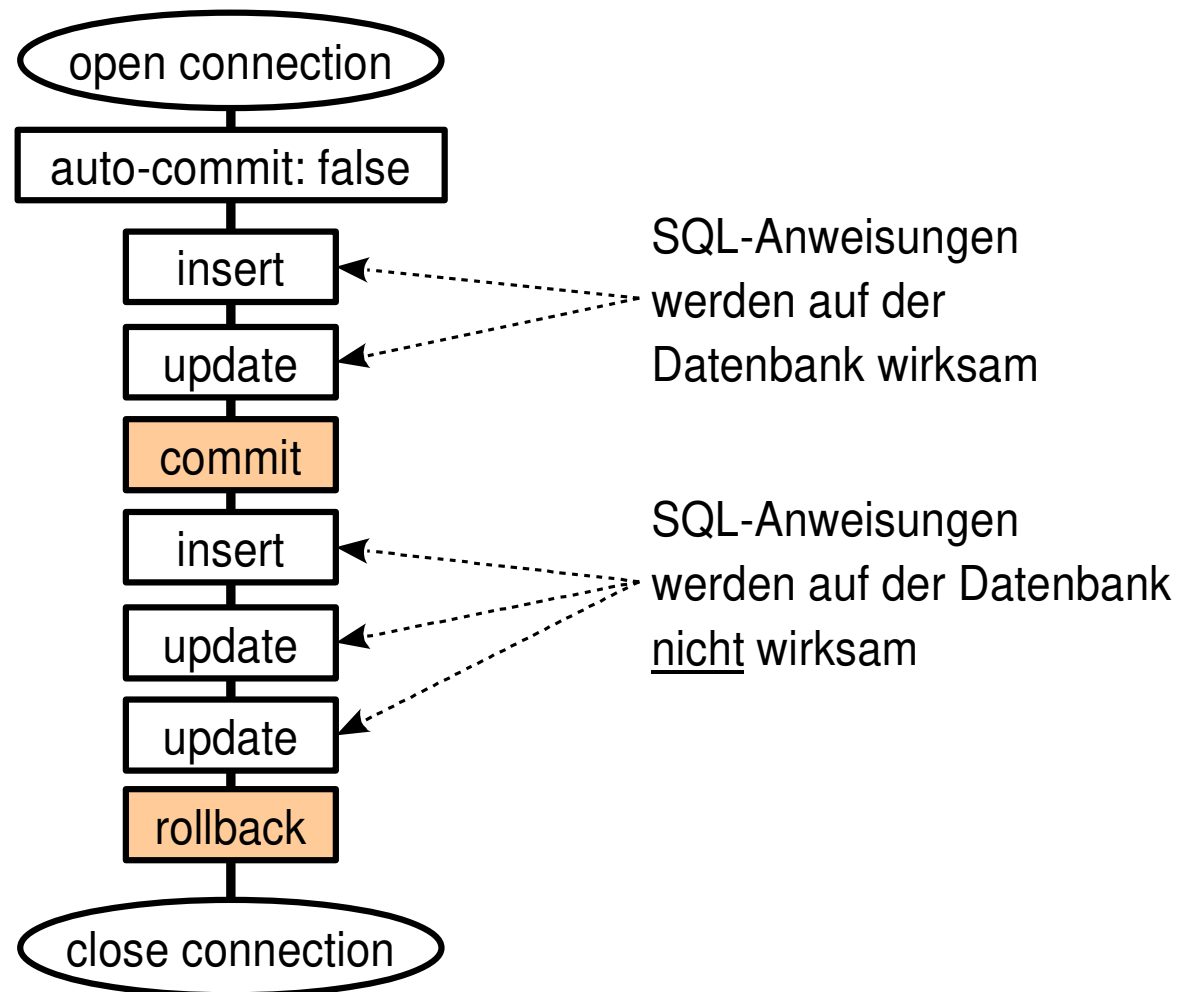 open connection
auto-commit: false
insert
update
commit
insert
update
update
rollback
close connection
SQL-Anweisungen
werden auf der
Datenbank wirksam
SQL-Anweisungen
werden auf der Datenbank
nicht wirksam